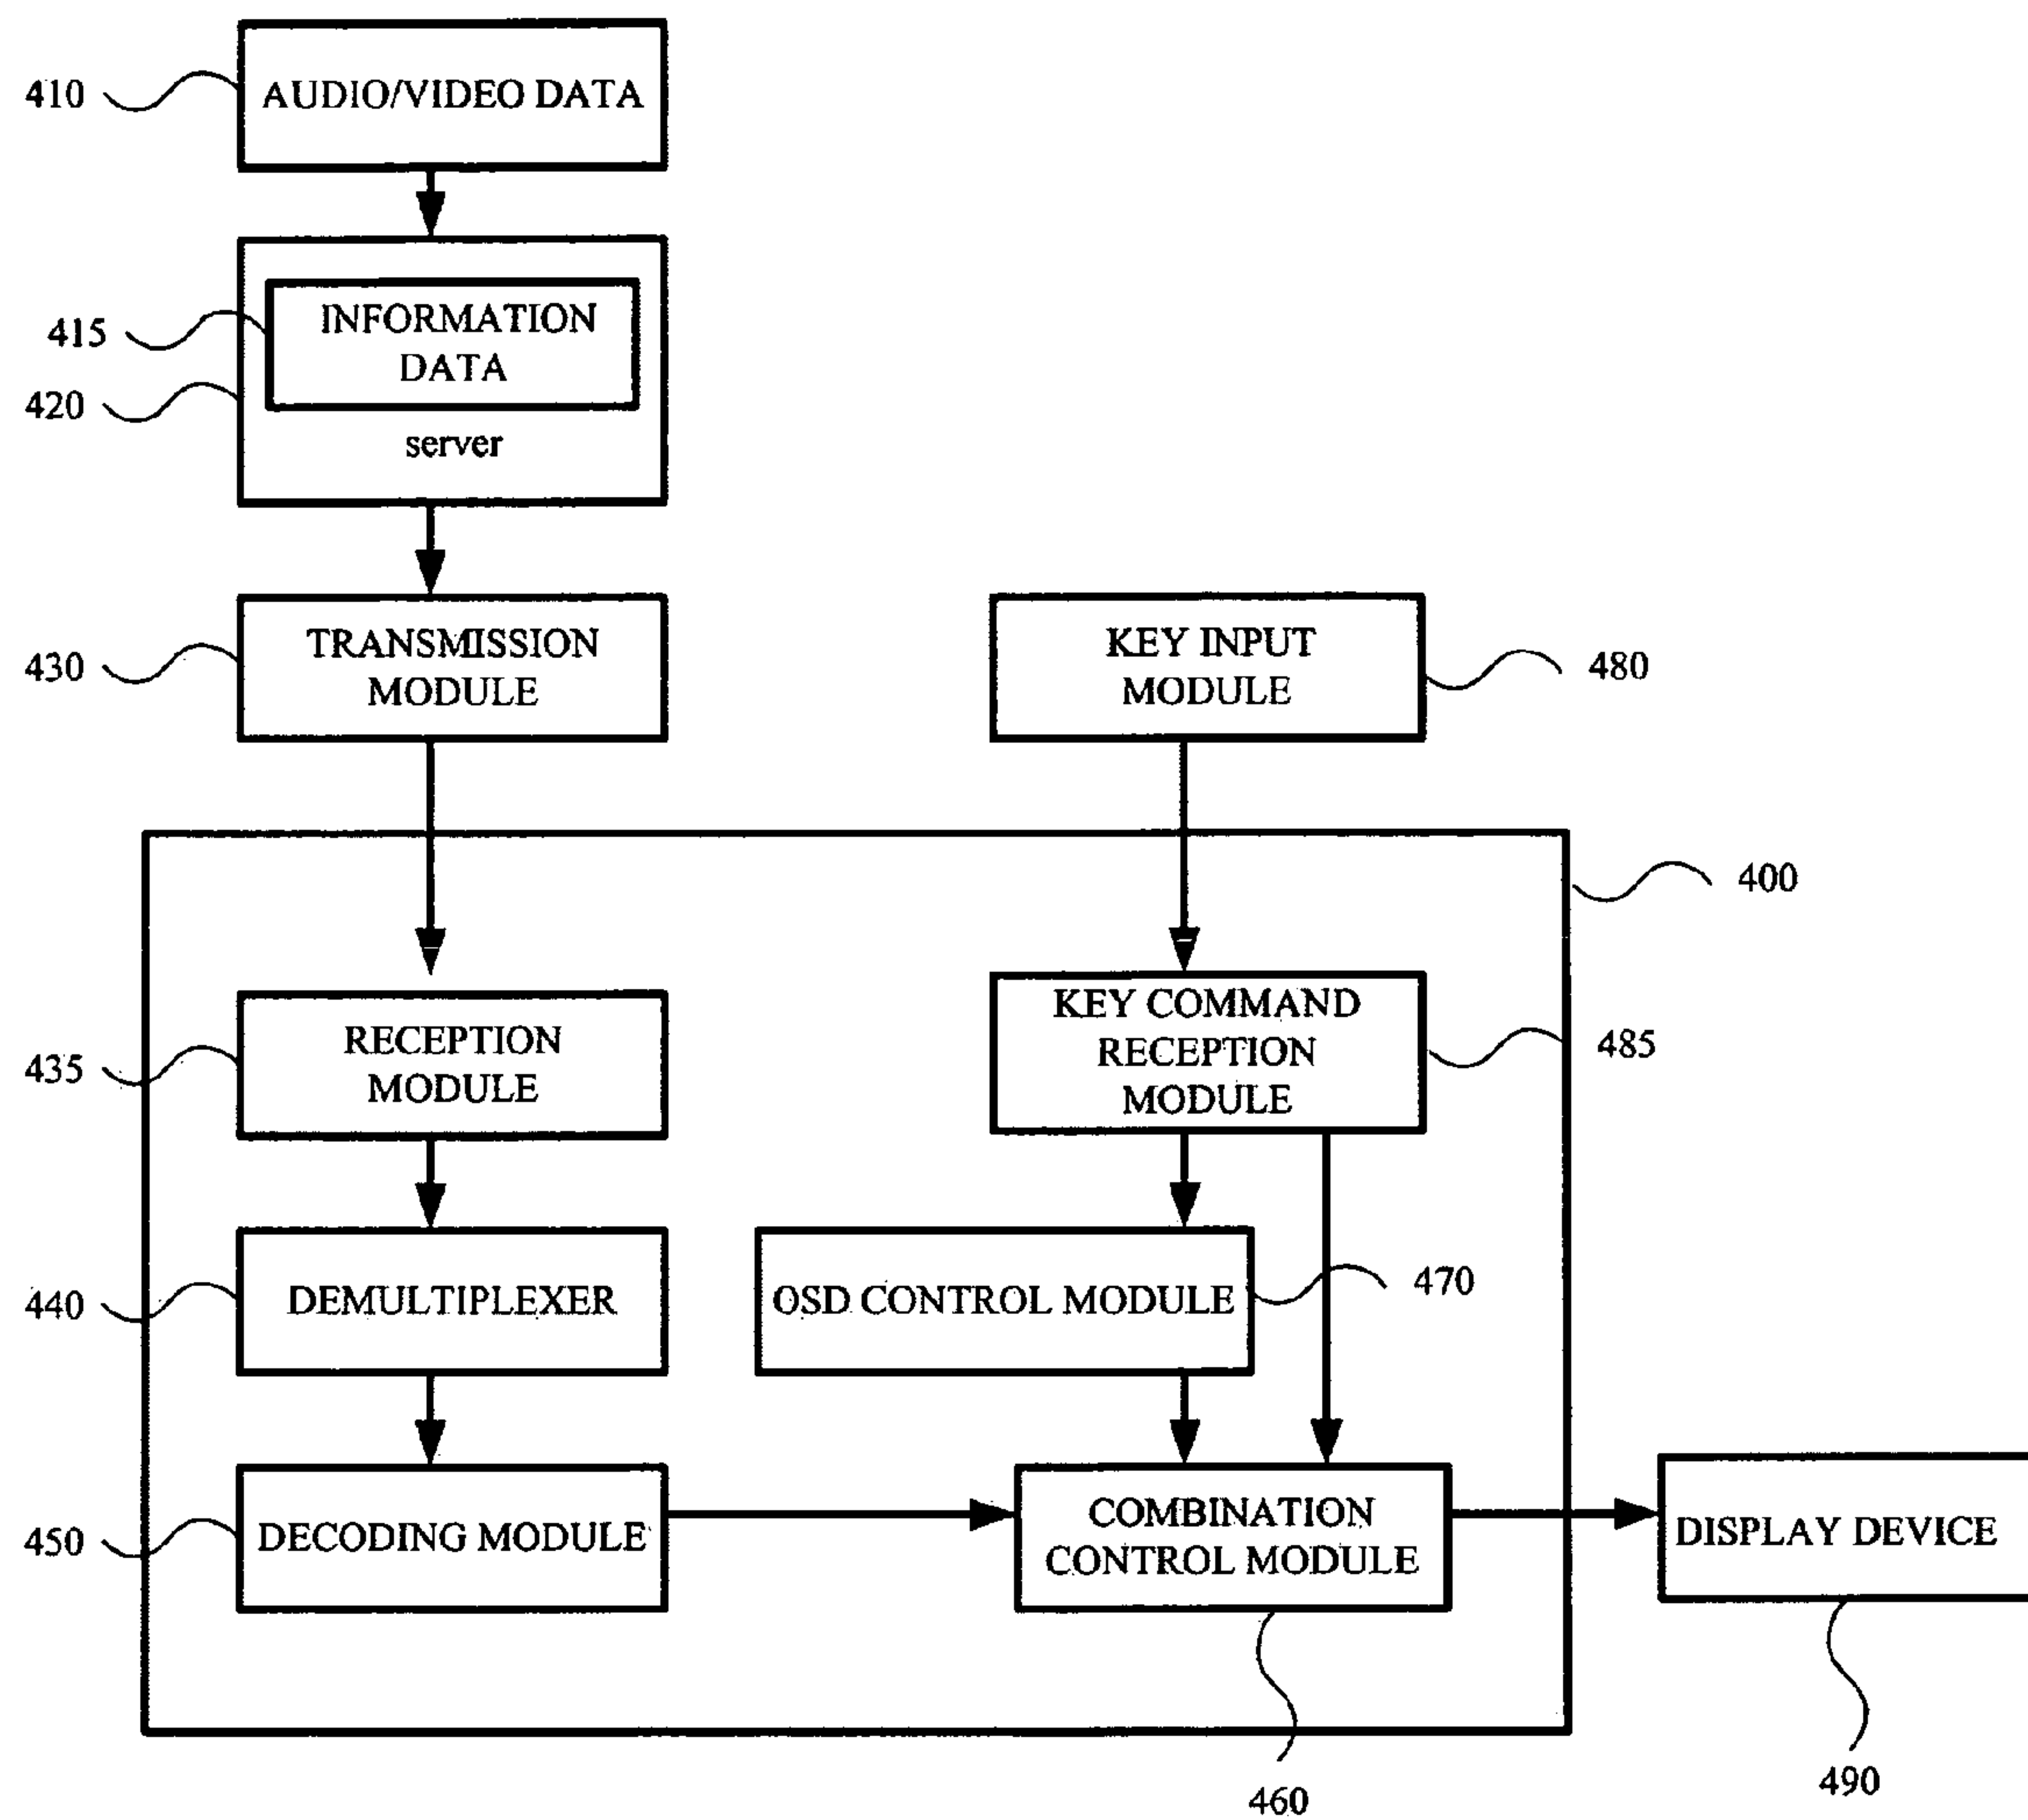 410
AUDIO/VIDEO DATA
415
INFORMATION
DATA
420
server
430
TRANSMISSION
MODULE
KEY INPUT
MODULE
480
400
435
RECEPTION
MODULE
KEY COMMAND
RECEPTION
MODULE
485
440
DEMULTIPLEXER
OSD CONTROL MODULE
470
450
DECODING MODULE
COMBINATION
CONTROL MODULE
DISPLAY DEVICE
460
490